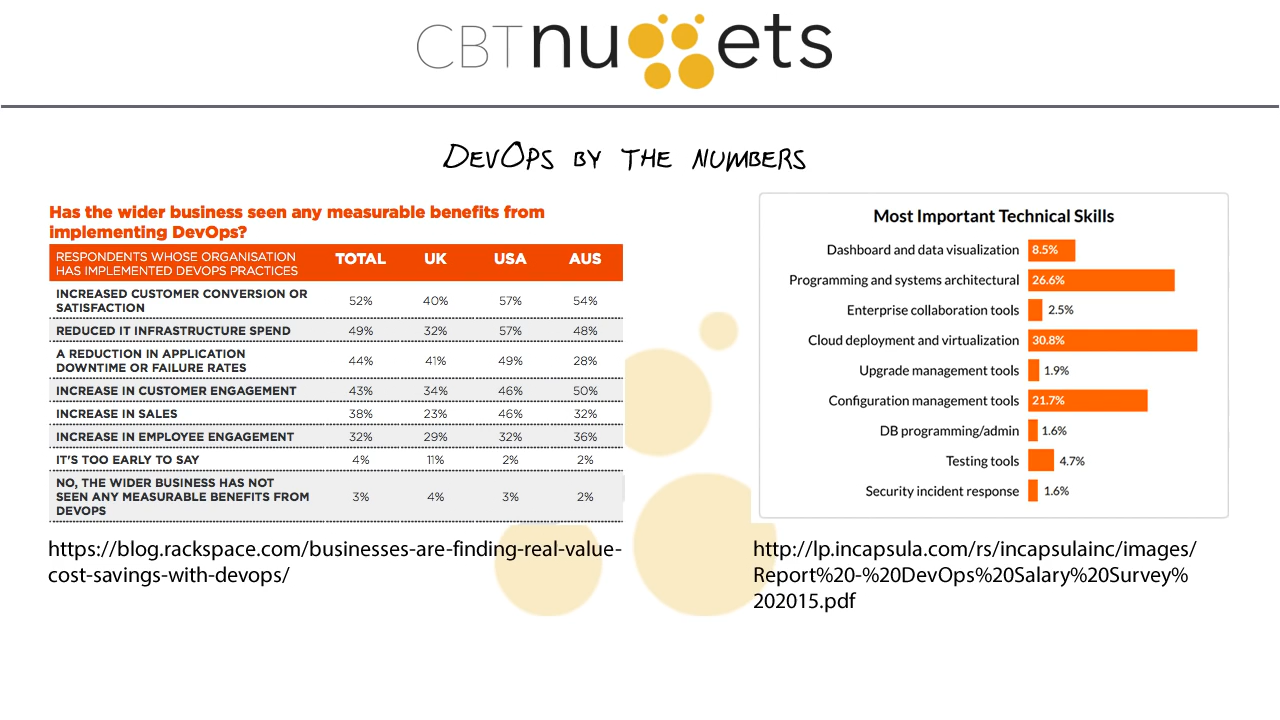 CBTnuggets
DevOps by the numbers
Has the wider business seen any measurable benefits from
implementing DevOps?
RESPONDENTS WHOSE ORGANISATION
HAS IMPLEMENTED DEVOPS PRACTICES
TOTAL UK USA AUS
INCREASED CUSTOMER CONVERSION OR
SATISFACTION
52% 40% 57% 54%
REDUCED IT INFRASTRUCTURE SPEND 49% 32% 57% 48%
A REDUCTION IN APPLICATION
DOWNTIME OR FAILURE RATES
44% 41% 49% 28%
INCREASE IN CUSTOMER ENGAGEMENT 43% 34% 46% 50%
INCREASE IN SALES 38% 23% 46% 32%
INCREASE IN EMPLOYEE ENGAGEMENT 32% 29% 32% 36%
IT'S TOO EARLY TO SAY 4% 11% 2% 2%
NO, THE WIDER BUSINESS HAS NOT
SEEN ANY MEASURABLE BENEFITS FROM
DEVOPS
3% 4% 3% 2%
https://blog.rackspace.com/businesses-are-finding-real-value-
cost-savings-with-devops/
Most Important Technical Skills
Dashboard and data visualization 8.5%
Programming and systems architectural 26.6%
Enterprise collaboration tools 2.5%
Cloud deployment and virtualization 30.8%
Upgrade management tools 1.9%
Configuration management tools 21.7%
DB programming/admin 1.6%
Testing tools 4.7%
Security incident response 1.6%
http://lp.incapsula.com/rs/incapsulainc/images/
Report%20-%20DevOps%20Salary%20Survey%
202015.pdf